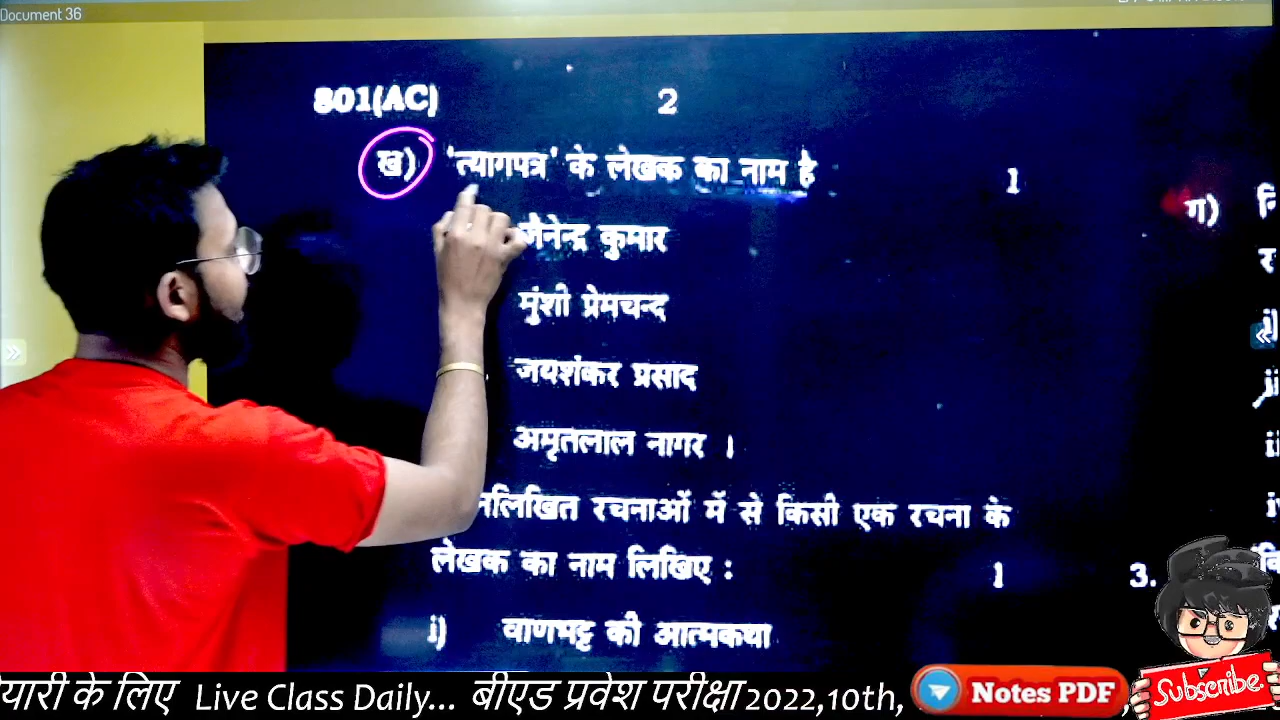 Document 36
801(AC)
2
ख) 'त्यागपत्र' के लेखक का नाम है 1
जैनेन्द्र कुमार
मुंशी प्रेमचन्द
जयशंकर प्रसाद
अमृतलाल नागर ।
रचनाओं में से किसी एक रचना के
लेखक का नाम लिखिए : 1
i) वाणभट्ट की आत्मकथा
ग)
3.
के लिए Live Class Daily... बीएड प्रवेश परीक्षा 2022,10th,
Notes PDF
Subscribe